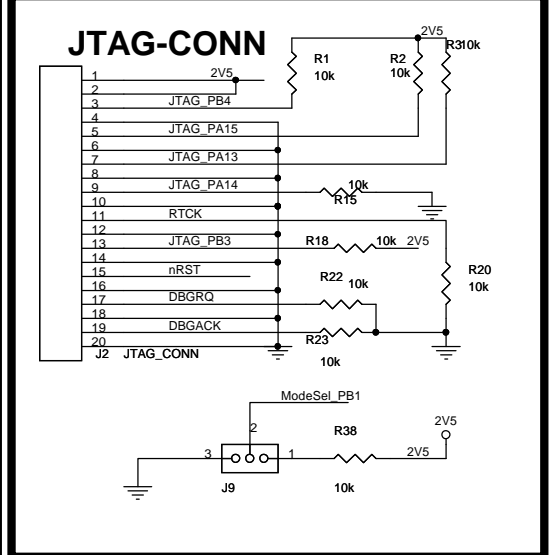 JTAG-CONN
2V5
R1
10k
R2
10k
R3 10k
1
2V5
2
3
JTAG_PB4
4
5
JTAG_PA15
6
7
JTAG_PA13
8
9
JTAG_PA14
10k
R15
10
11
RTCK
12
13
JTAG_PB3
R18
10k
2V5
14
15
nRST
R22
10k
R20
10k
16
17
DBGRQ
18
19
DBGACK
R23
20
J2
JTAG_CONN
10k
ModeSel_PB1
2
R38
2V5
3
1
2V5
J9
10k